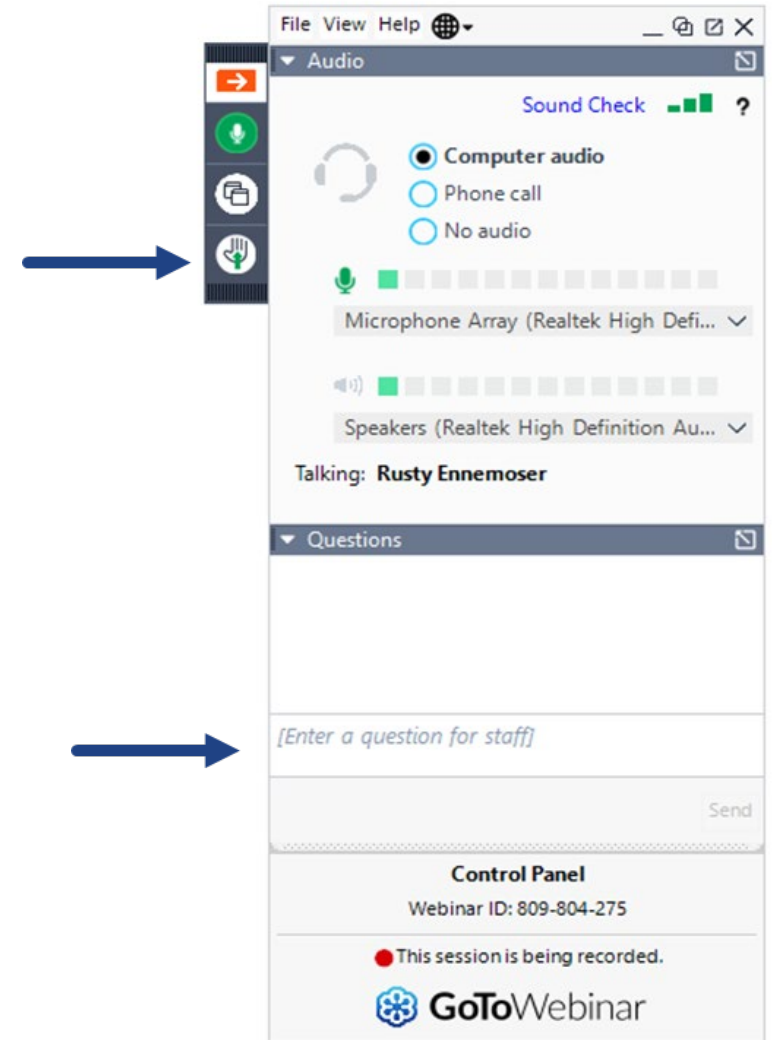 File View Help
Audio
Sound Check ?
Computer audio
Phone call
No audio
Microphone Array (Realtek High Defi...
Speakers (Realtek High Definition Au...
Talking: Rusty Ennemoser
Questions
[Enter a question for staff]
Send
Control Panel
Webinar ID: 809-804-275
This session is being recorded.
GoToWebinar